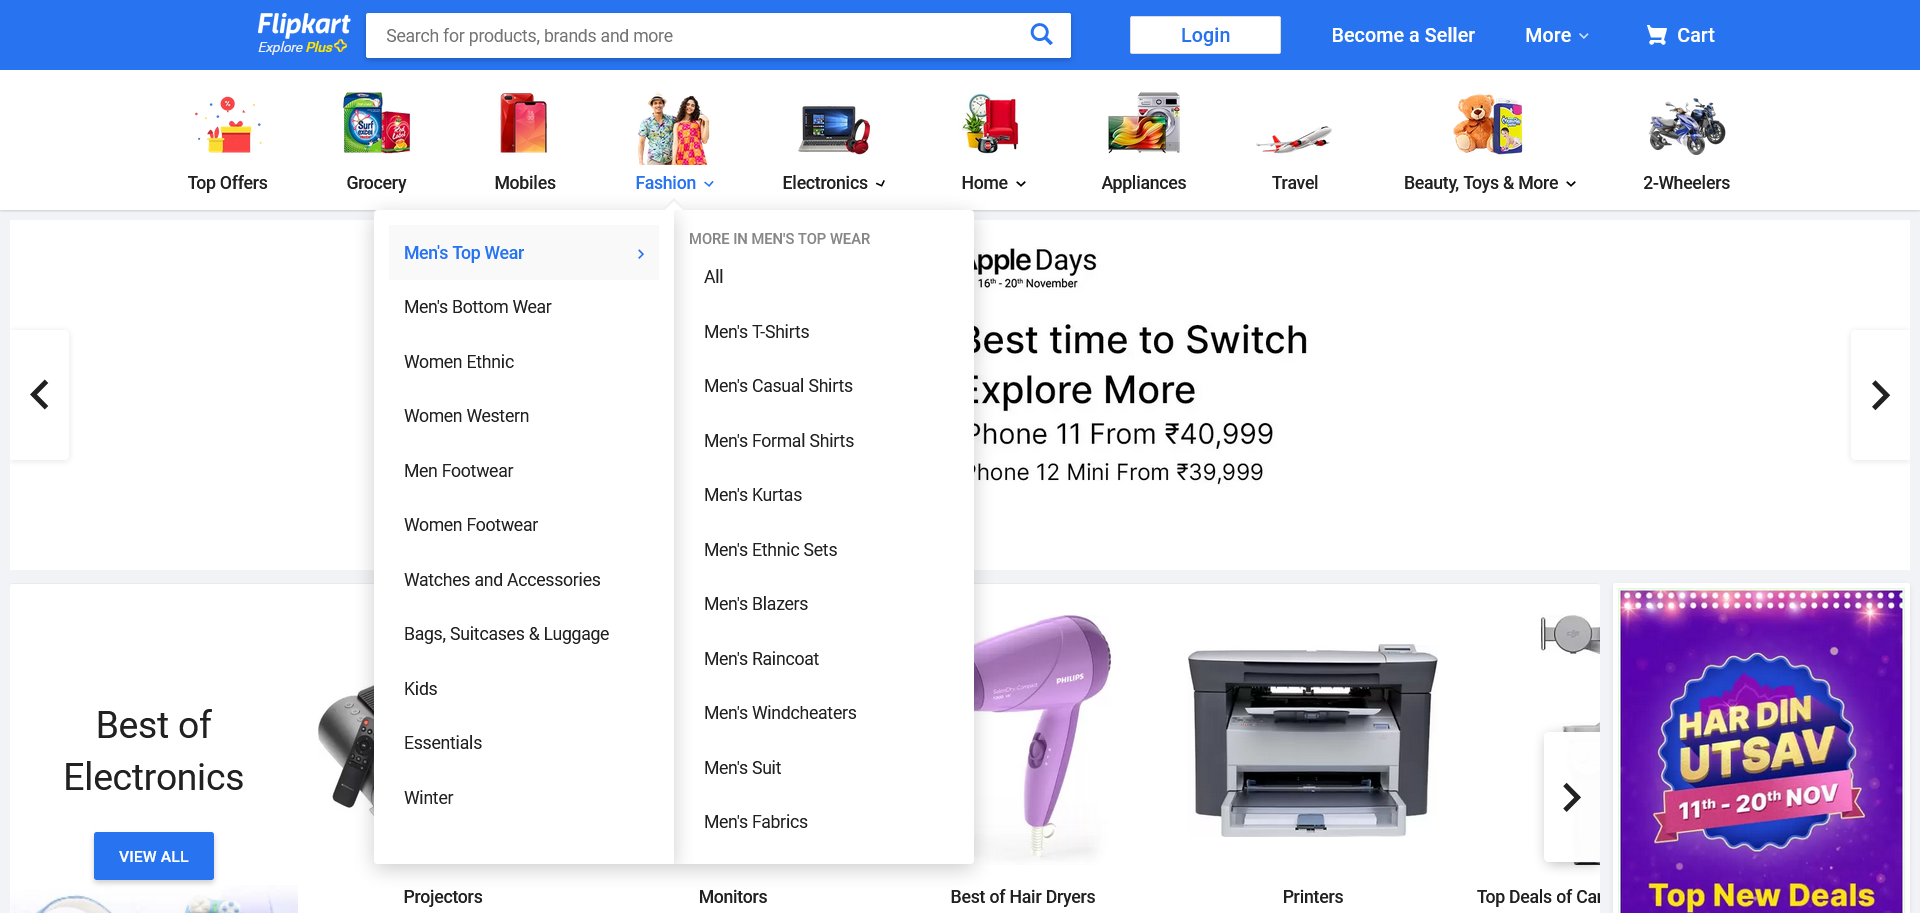 Flipkart
Explore Plus
Search for products, brands and more
Login
Become a Seller
More
Cart
Top Offers
Grocery
Mobiles
Fashion
Electronics
Home
Appliances
Travel
Beauty, Toys & More
2-Wheelers
Men's Top Wear
Men's Bottom Wear
Women Ethnic
Women Western
Men Footwear
Women Footwear
Watches and Accessories
Bags, Suitcases & Luggage
Kids
Essentials
Winter
MORE IN MEN'S TOP WEAR
All
Men's T-Shirts
Men's Casual Shirts
Men's Formal Shirts
Men's Kurtas
Men's Ethnic Sets
Men's Blazers
Men's Raincoat
Men's Windcheaters
Men's Suit
Men's Fabrics
Apple Days
16th - 20th November
Best time to Switch
Explore More
Phone 11 From ₹40,999
Phone 12 Mini From ₹39,999
Best of
Electronics
VIEW ALL
Surf
excel
PHILIPS
Projectors
Monitors
Best of Hair Dryers
Printers
Top Deals of Ca
HAR DIN
UTSAV
11th - 20th NOV
Top New Deals